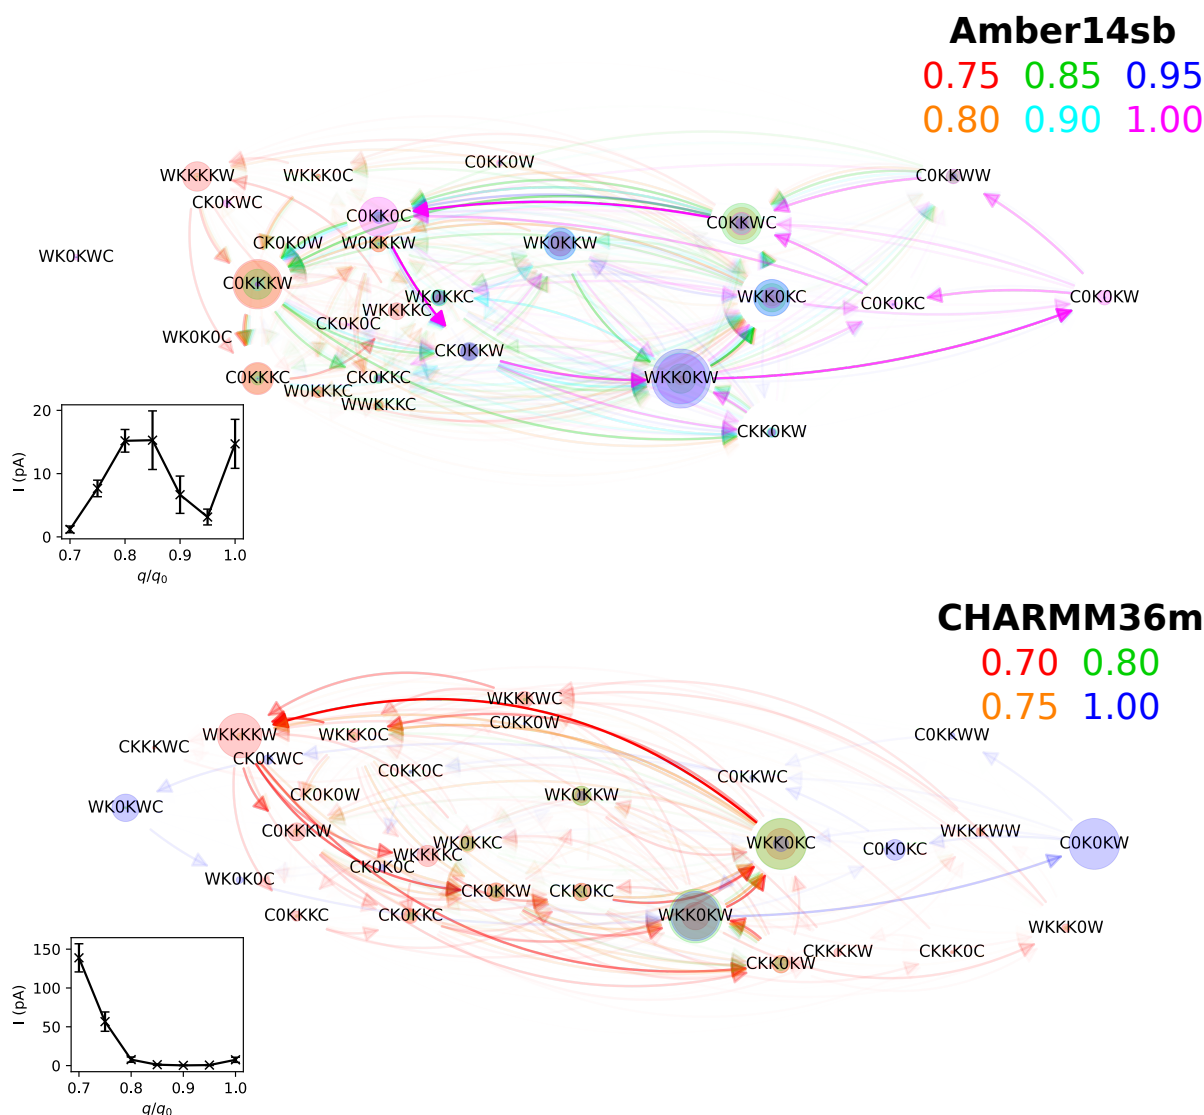 Amber14sb
0.75 0.85 0.95
0.80 0.90 1.00
C0KK0W
WKKKKW
WKKK0C
C0KKWW
CK0KWC
C0KK0C
C0KKWC
CK0K0W
W0KKKW
WK0KKW
WK0KWC
C0KKKW
WK0KKC
WKK0KC
C0K0KC
C0K0KW
WKKKKC
CK0K0C
WK0K0C
CK0KKW
C0KKKC
CK0KKC
WKK0KW
W0KKKC
WWKKKC
CKK0KW
20
10
0
I (pA)
0.7 0.8 0.9 1.0
q/q0
CHARMM36m
0.70 0.80
0.75 1.00
WKKKWC
C0KK0W
WKKKKW
WKKK0C
C0KKWW
CKKKWC
CK0KWC
C0KK0C
C0KKWC
CK0K0W
WK0KKW
WK0KWC
C0KKKW
WK0KKC
WKK0KC
WKKKWW
C0K0KC
C0K0KW
WKKKKC
CK0K0C
WK0K0C
CK0KKW
CKK0KC
C0KKKC
CK0KKC
WKK0KW
WKKK0W
CKKKKW
CKKK0C
CKK0KW
150
100
50
0
I (pA)
0.7 0.8 0.9 1.0
q/q0